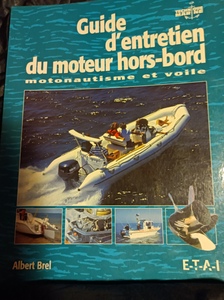 Guide
d'entretien
du moteur hors-bord
motonautisme et voile
Albert Brel
E-T-A-I